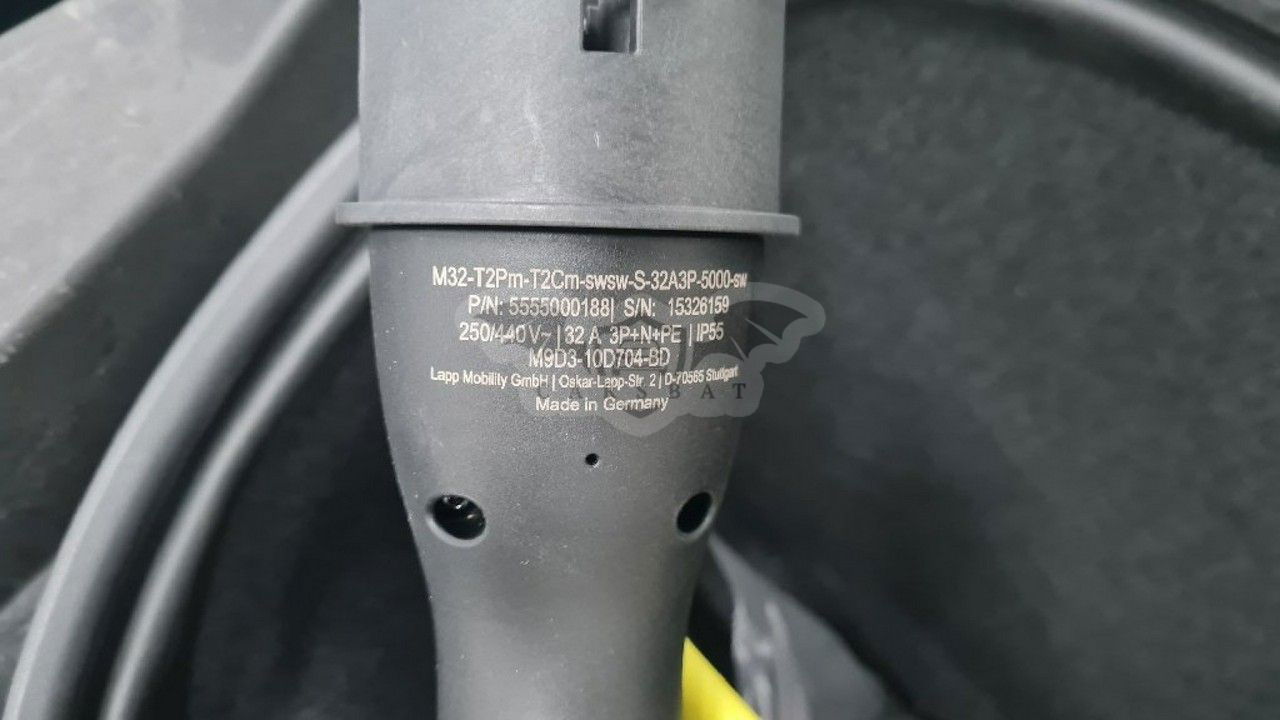 M32-T2Pm-T2Cm-swsw-S-32A3P-5000-sw
P/N: 5555000188| S/N: 15326159
250/440V~ | 32 A 3P+N+PE | IP55
M9D3-10D704-BD
Lapp Mobility GmbH | Oskar-Lapp-Str. 2 | D-70565 Stuttgart
Made in Germany